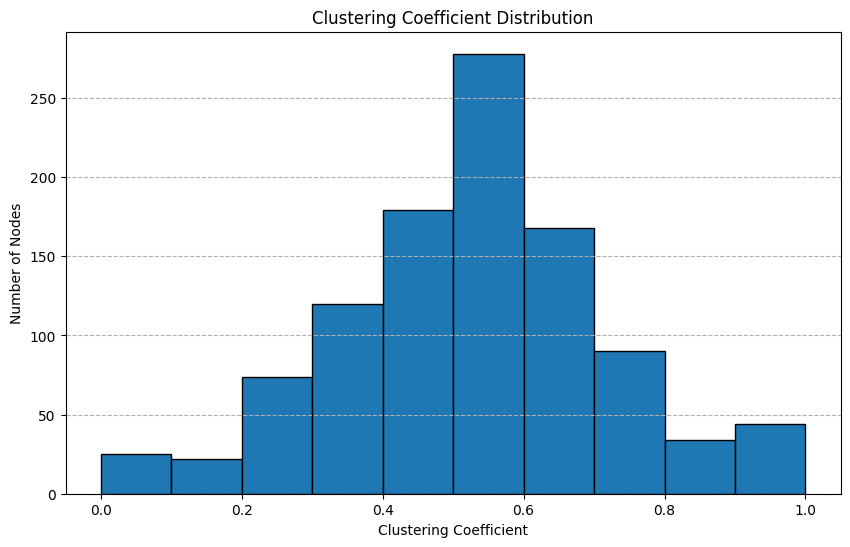 Clustering Coefficient Distribution
Number of Nodes
250
200
150
100
50
0
0.0 0.2 0.4 0.6 0.8 1.0
Clustering Coefficient